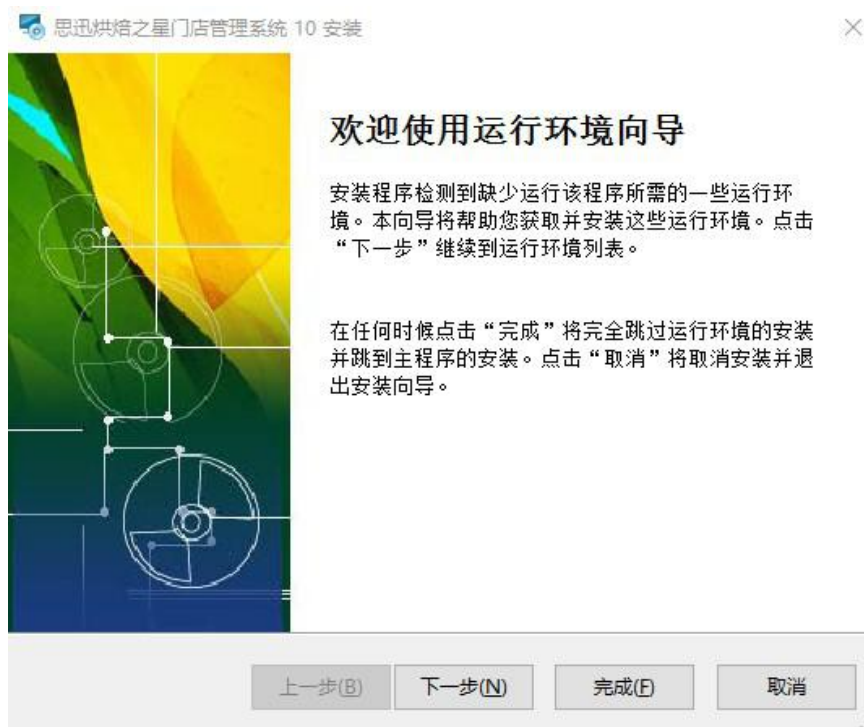 思迅烘焙之星门店管理系统 10 安装
欢迎使用运行环境向导
安装程序检测到缺少运行该程序所需的一些运行环
境。本向导将帮助您获取并安装这些运行环境。点击
“下一步”继续到运行环境列表。
在任何时候点击“完成”将完全跳过运行环境的安装
并跳到主程序的安装。点击“取消”将取消安装并退
出安装向导。
上一步(B) 下一步(N) 完成(F) 取消